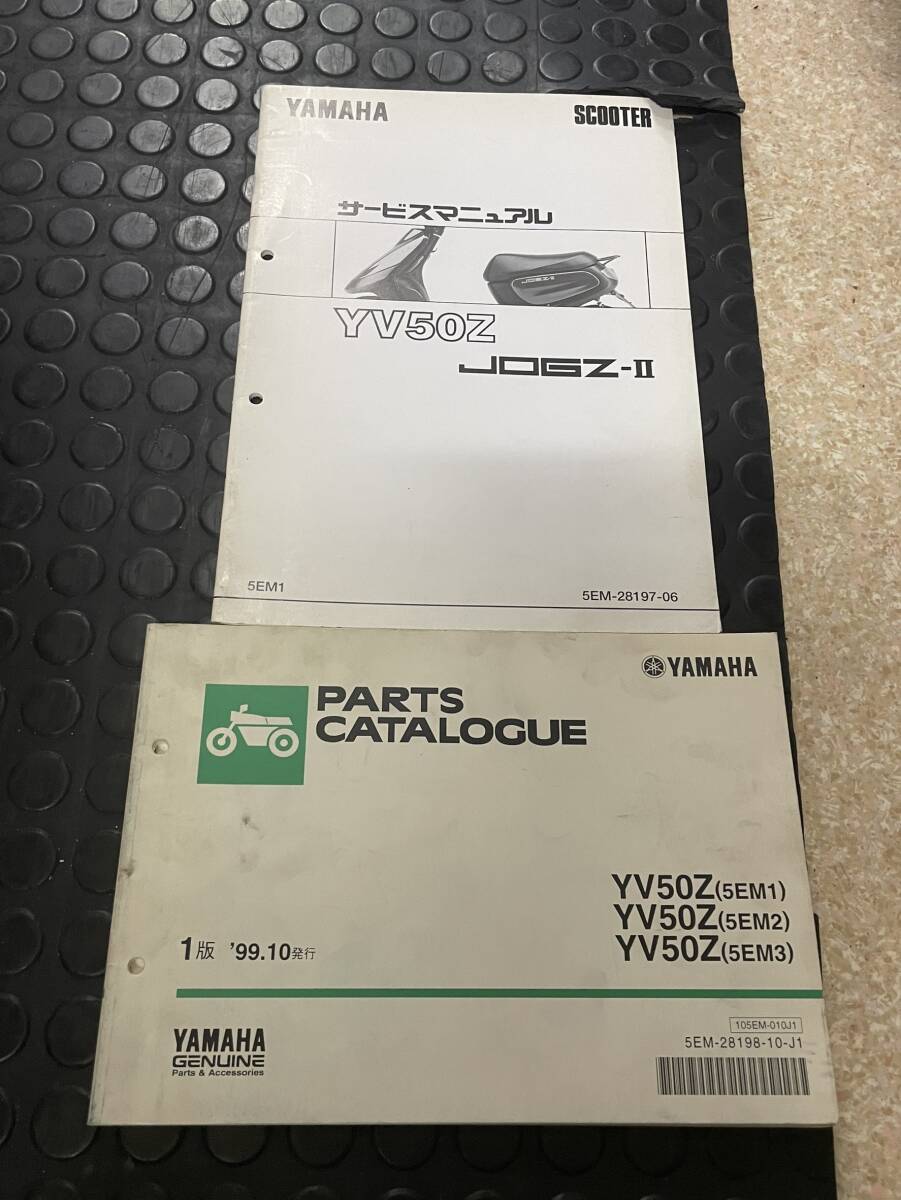 YAMAHA SCOOTER
サービスマニュアル
JOGZ-II
YV50Z
JOGZ-II
5EM1 5EM-28197-06
YAMAHA
PARTS
CATALOGUE
YV50Z(5EM1)
YV50Z(5EM2)
YV50Z(5EM3)
1版 '99.10発行
105EM-010J1
5EM-28198-10-J1
YAMAHA
GENUINE
Parts & Accessories